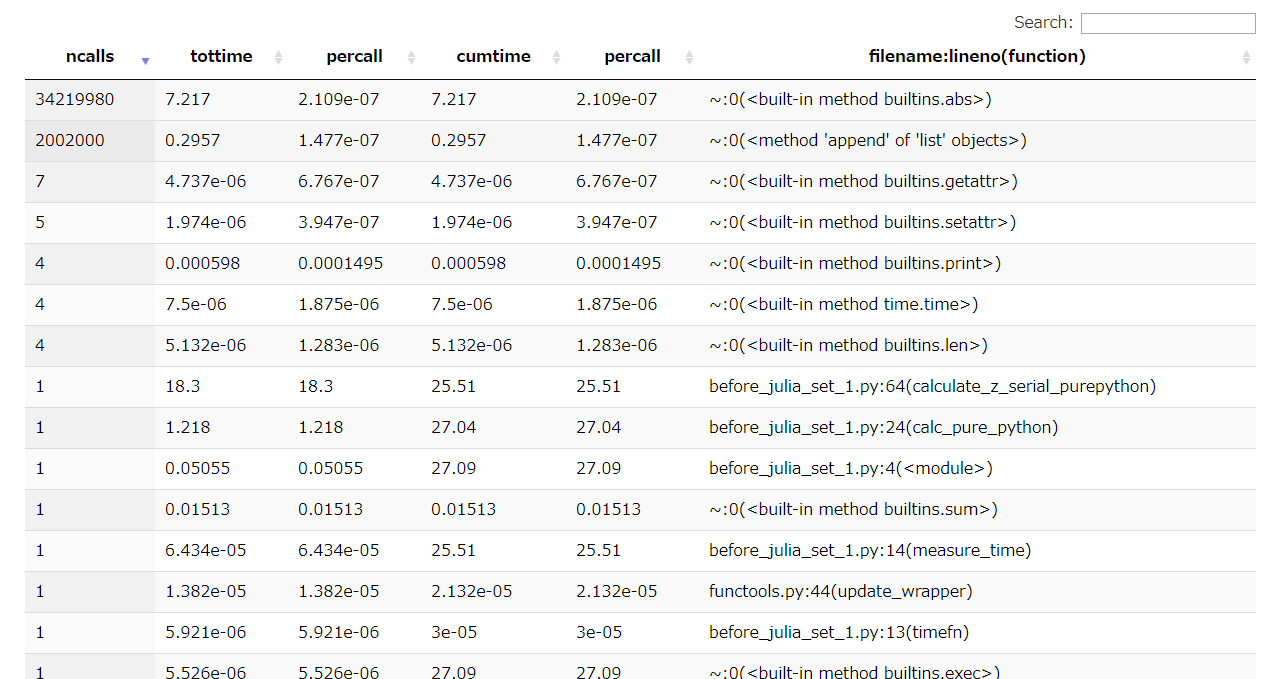 Search:
ncalls tottime percall cumtime percall filename:lineno(function)
34219980 7.217 2.109e-07 7.217 2.109e-07 ~:0(<built-in method builtins.abs>)
2002000 0.2957 1.477e-07 0.2957 1.477e-07 ~:0(<method 'append' of 'list' objects>)
7 4.737e-06 6.767e-07 4.737e-06 6.767e-07 ~:0(<built-in method builtins.getattr>)
5 1.974e-06 3.947e-07 1.974e-06 3.947e-07 ~:0(<built-in method builtins.setattr>)
4 0.000598 0.0001495 0.000598 0.0001495 ~:0(<built-in method builtins.print>)
4 7.5e-06 1.875e-06 7.5e-06 1.875e-06 ~:0(<built-in method time.time>)
4 5.132e-06 1.283e-06 5.132e-06 1.283e-06 ~:0(<built-in method builtins.len>)
1 18.3 18.3 25.51 25.51 before_julia_set_1.py:64(calculate_z_serial_purepython)
1 1.218 1.218 27.04 27.04 before_julia_set_1.py:24(calc_pure_python)
1 0.05055 0.05055 27.09 27.09 before_julia_set_1.py:4(<module>)
1 0.01513 0.01513 0.01513 0.01513 ~:0(<built-in method builtins.sum>)
1 6.434e-05 6.434e-05 25.51 25.51 before_julia_set_1.py:14(measure_time)
1 1.382e-05 1.382e-05 2.132e-05 2.132e-05 functools.py:44(update_wrapper)
1 5.921e-06 5.921e-06 3e-05 3e-05 before_julia_set_1.py:13(timefn)
1 5.526e-06 5.526e-06 27.09 27.09 ~:0(<built-in method builtins.exec>)